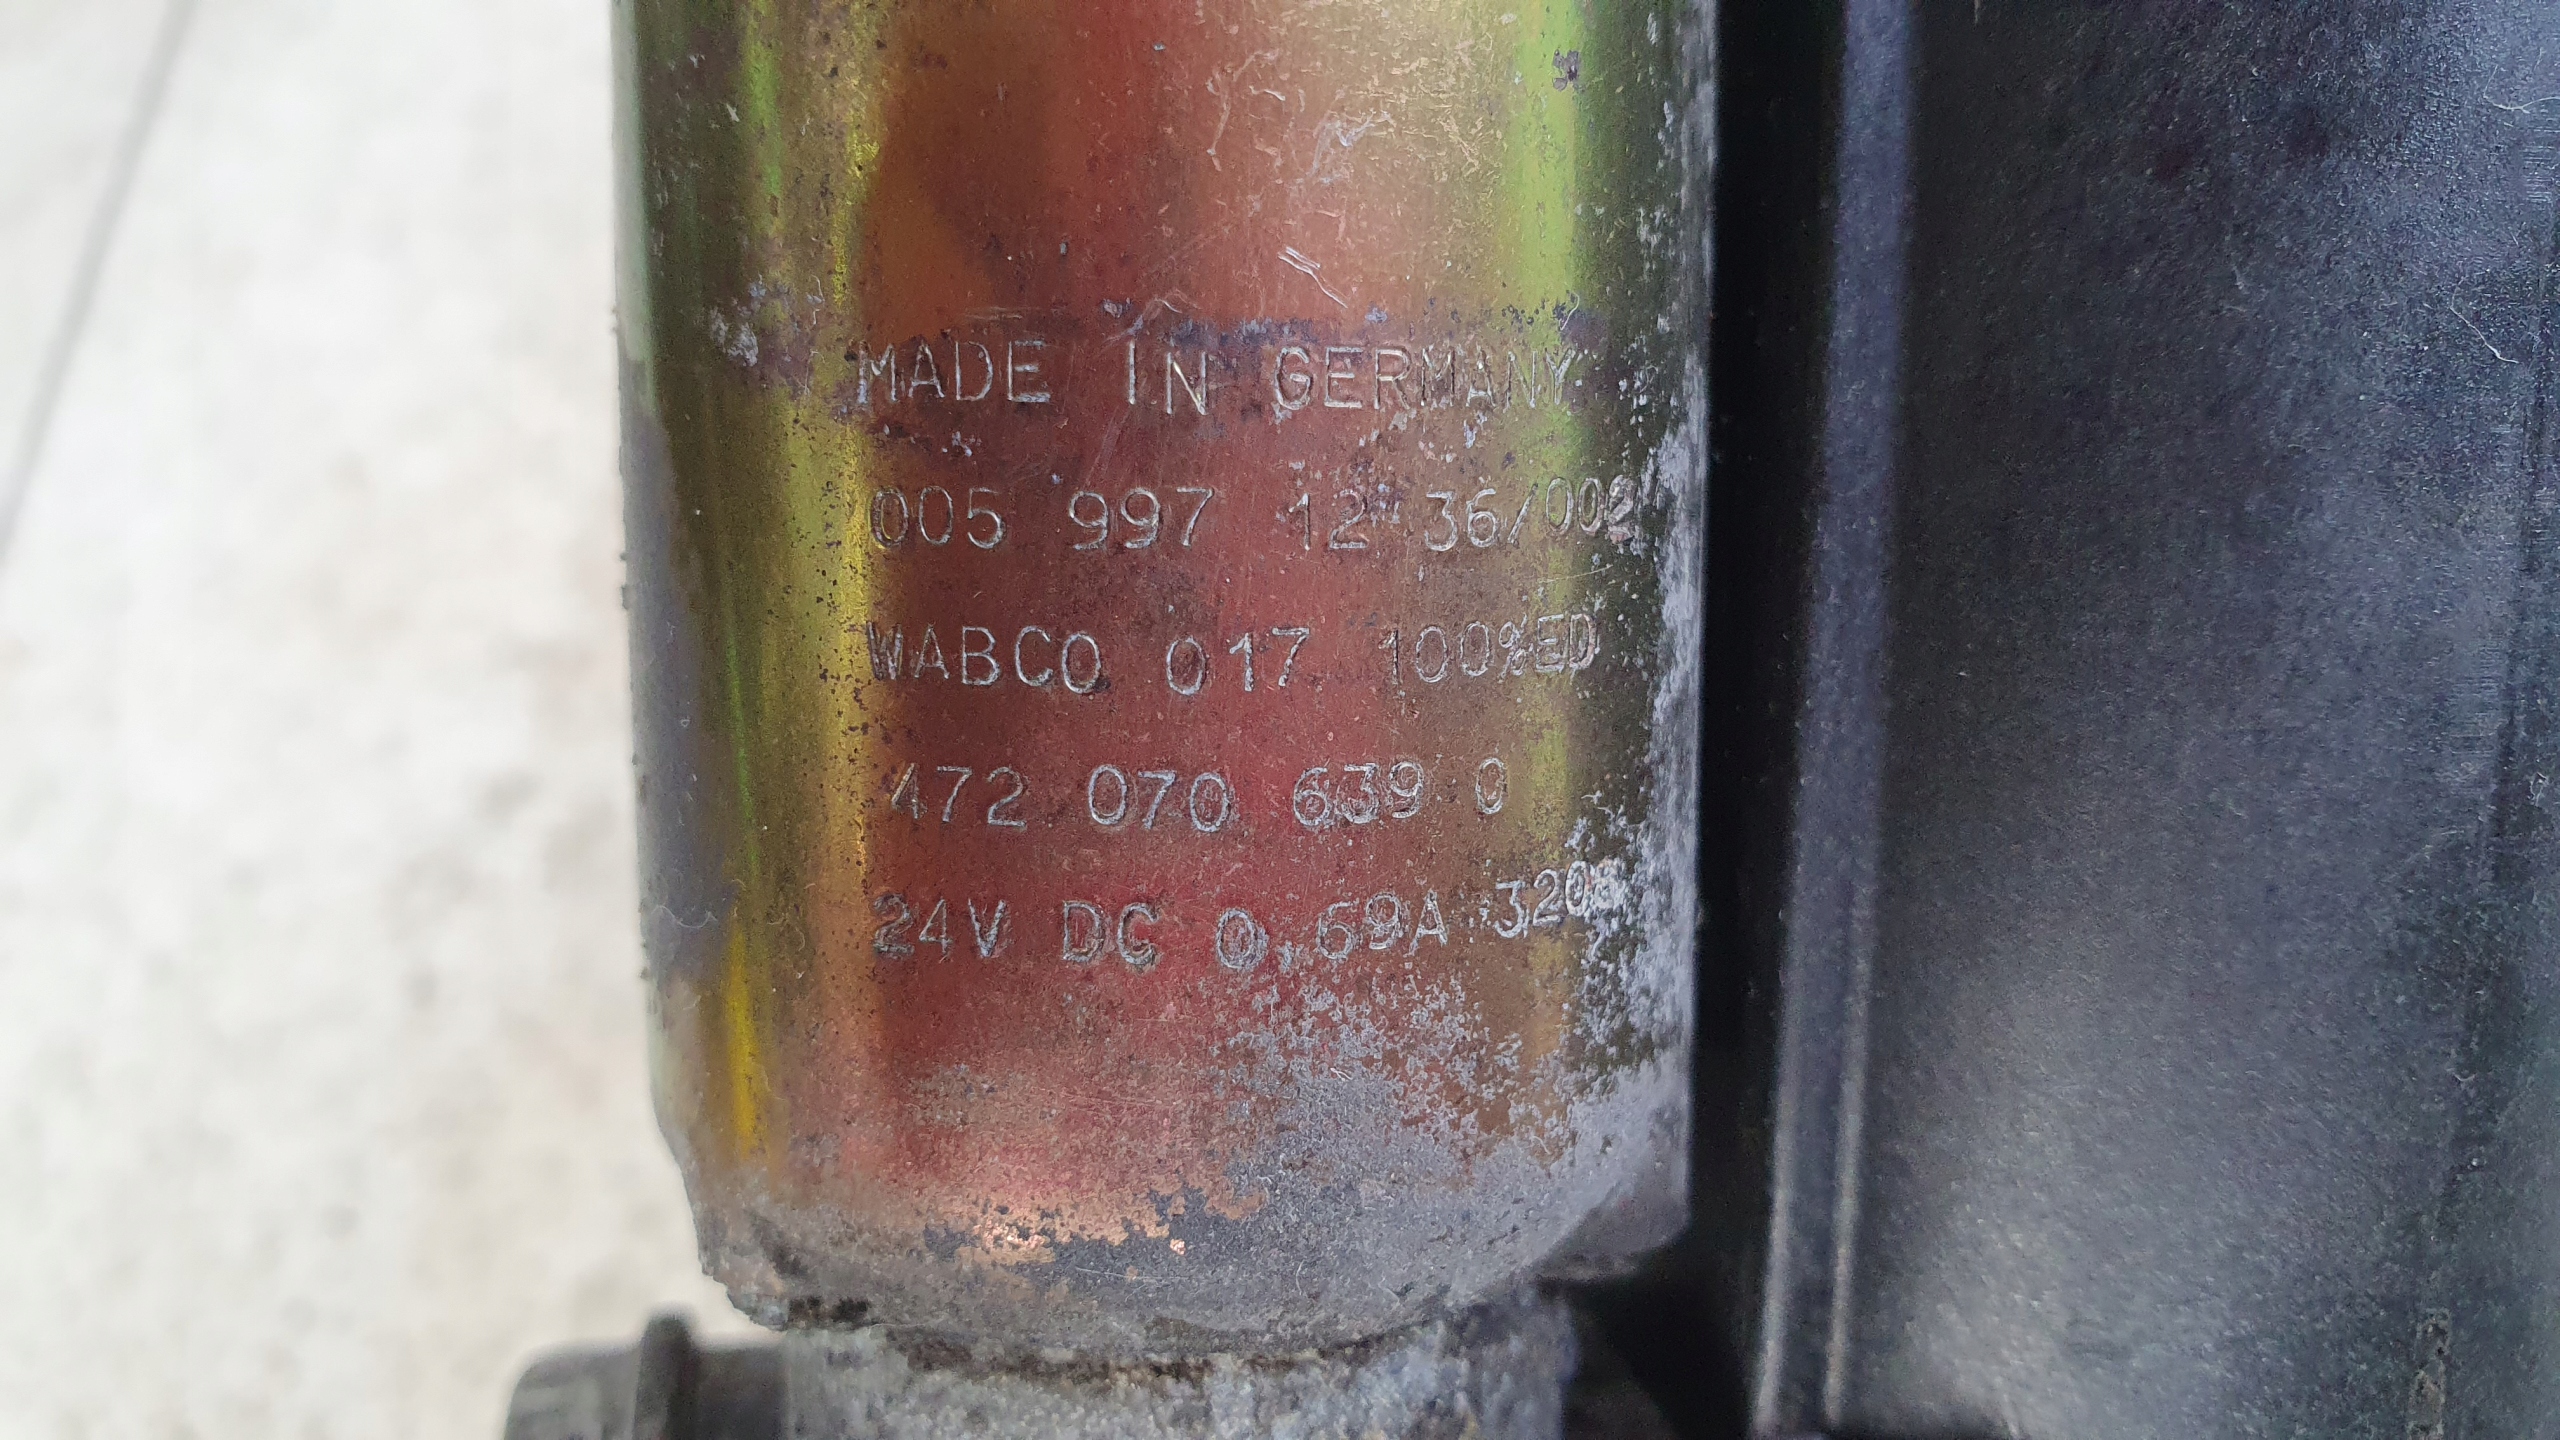 MADE IN GERMANY
005 997 12 36/002
WABCO 017 100%ED
472 070 639 0
24V DC 0,69A